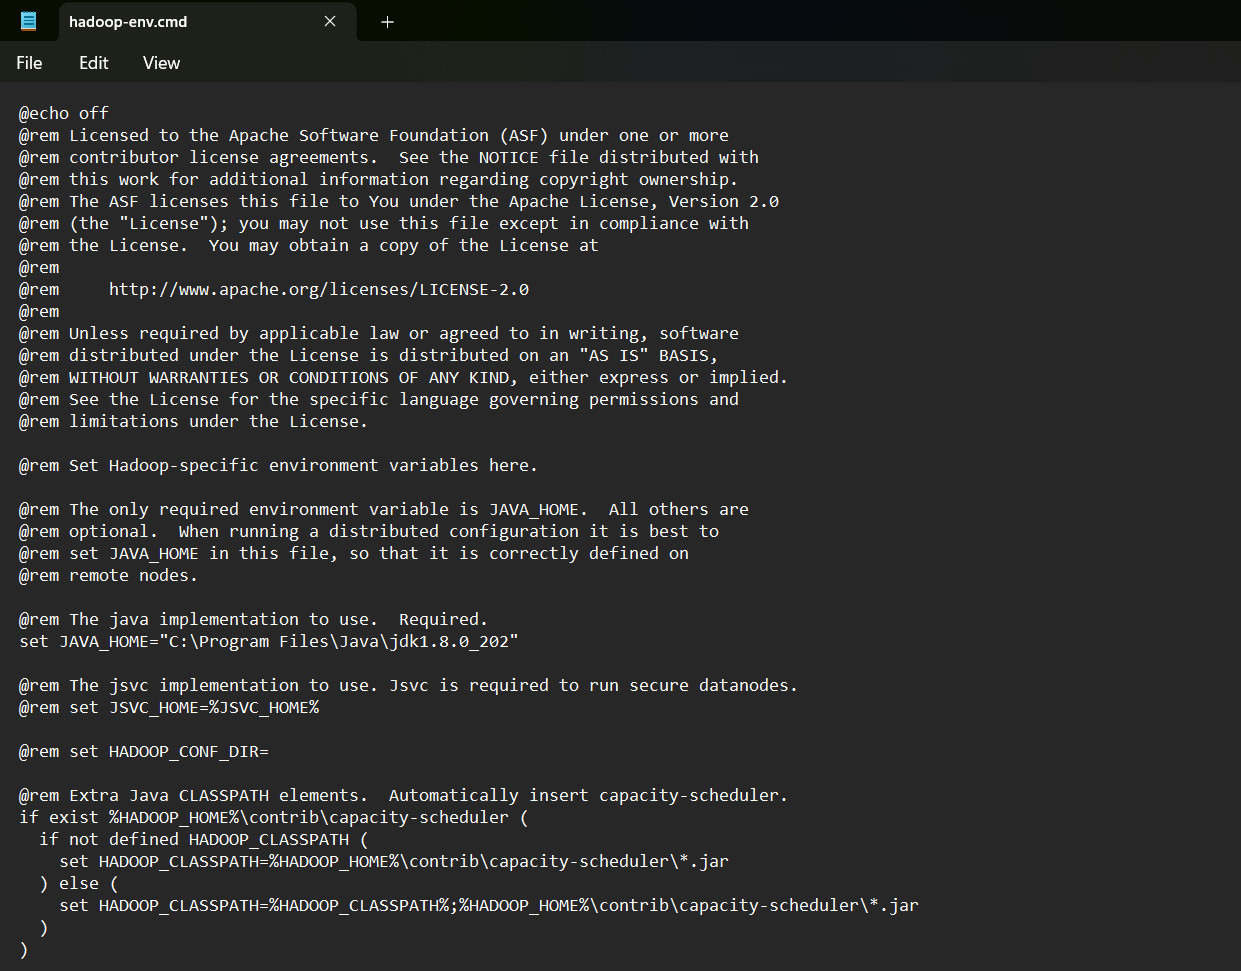 hadoop-env.cmd
File Edit View
@echo off
@rem Licensed to the Apache Software Foundation (ASF) under one or more
@rem contributor license agreements.  See the NOTICE file distributed with
@rem this work for additional information regarding copyright ownership.
@rem The ASF licenses this file to You under the Apache License, Version 2.0
@rem (the "License"); you may not use this file except in compliance with
@rem the License.  You may obtain a copy of the License at
@rem
@rem     http://www.apache.org/licenses/LICENSE-2.0
@rem
@rem Unless required by applicable law or agreed to in writing, software
@rem distributed under the License is distributed on an "AS IS" BASIS,
@rem WITHOUT WARRANTIES OR CONDITIONS OF ANY KIND, either express or implied.
@rem See the License for the specific language governing permissions and
@rem limitations under the License.

@rem Set Hadoop-specific environment variables here.

@rem The only required environment variable is JAVA_HOME.  All others are
@rem optional.  When running a distributed configuration it is best to
@rem set JAVA_HOME in this file, so that it is correctly defined on
@rem remote nodes.

@rem The java implementation to use.  Required.
set JAVA_HOME="C:\Program Files\Java\jdk1.8.0_202"

@rem The jsvc implementation to use. Jsvc is required to run secure datanodes.
@rem set JSVC_HOME=%JSVC_HOME%

@rem set HADOOP_CONF_DIR=

@rem Extra Java CLASSPATH elements.  Automatically insert capacity-scheduler.
if exist %HADOOP_HOME%\contrib\capacity-scheduler (
  if not defined HADOOP_CLASSPATH (
    set HADOOP_CLASSPATH=%HADOOP_HOME%\contrib\capacity-scheduler\*.jar
  ) else (
    set HADOOP_CLASSPATH=%HADOOP_CLASSPATH%;%HADOOP_HOME%\contrib\capacity-scheduler\*.jar
  )
)